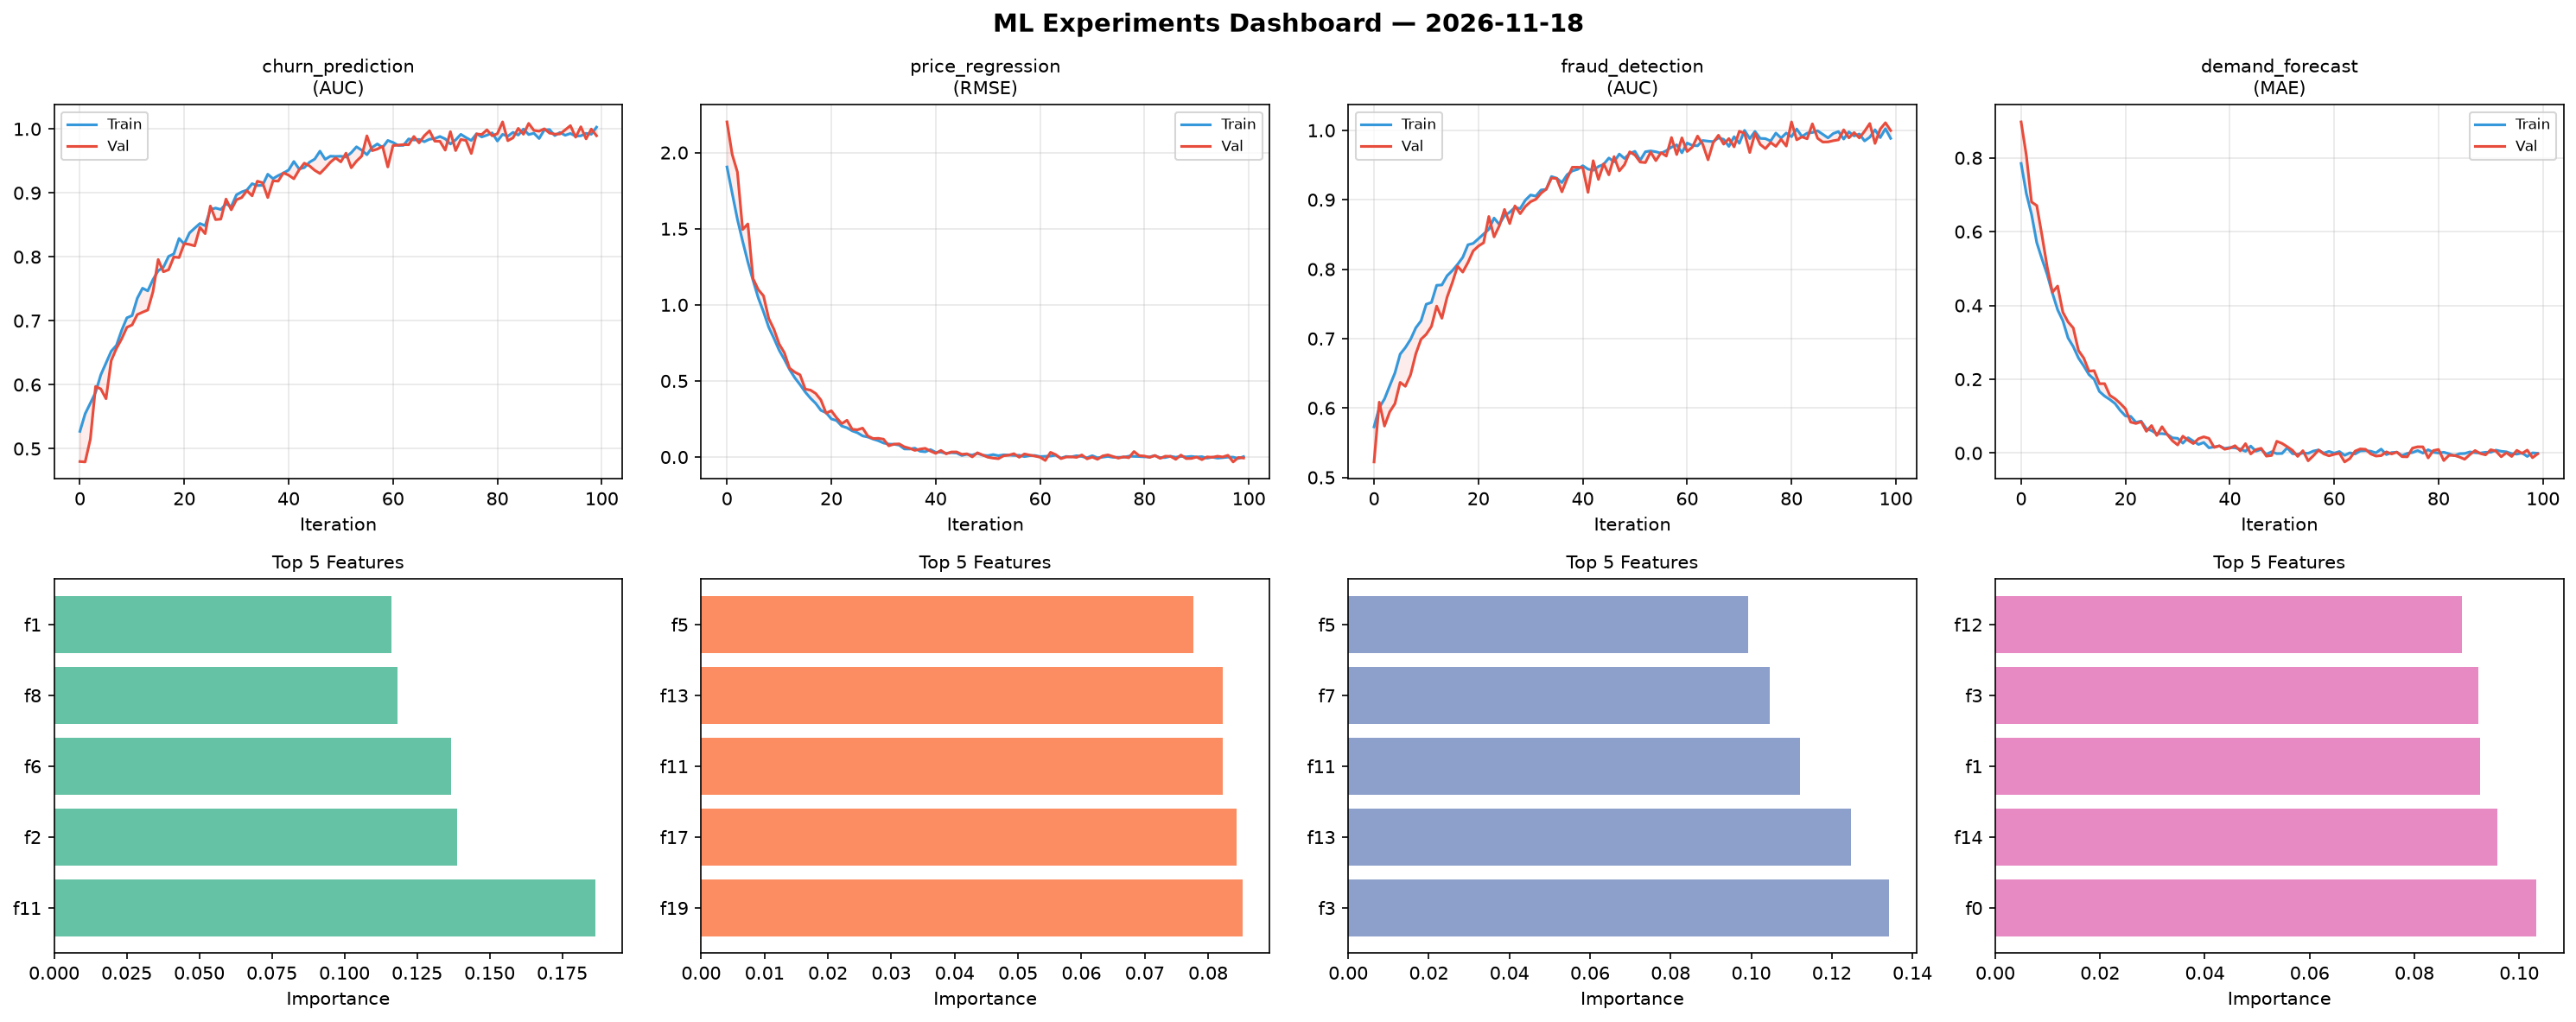 ML Experiments Dashboard — 2026-11-18
churn_prediction
(AUC)
Train
Val
1.0
0.9
0.8
0.7
0.6
0.5
0
20
40
60
80
100
Iteration
price_regression
(RMSE)
Train
Val
2.0
1.5
1.0
0.5
0.0
0
20
40
60
80
100
Iteration
fraud_detection
(AUC)
Train
Val
1.0
0.9
0.8
0.7
0.6
0.5
0
20
40
60
80
100
Iteration
demand_forecast
(MAE)
Train
Val
0.8
0.6
0.4
0.2
0.0
0
20
40
60
80
100
Iteration
Top 5 Features
f1
f8
f6
f2
f11
0.000
0.025
0.050
0.075
0.100
0.125
0.150
0.175
Importance
Top 5 Features
f5
f13
f11
f17
f19
0.00
0.01
0.02
0.03
0.04
0.05
0.06
0.07
0.08
Importance
Top 5 Features
f5
f7
f11
f13
f3
0.00
0.02
0.04
0.06
0.08
0.10
0.12
0.14
Importance
Top 5 Features
f12
f3
f1
f14
f0
0.00
0.02
0.04
0.06
0.08
0.10
Importance